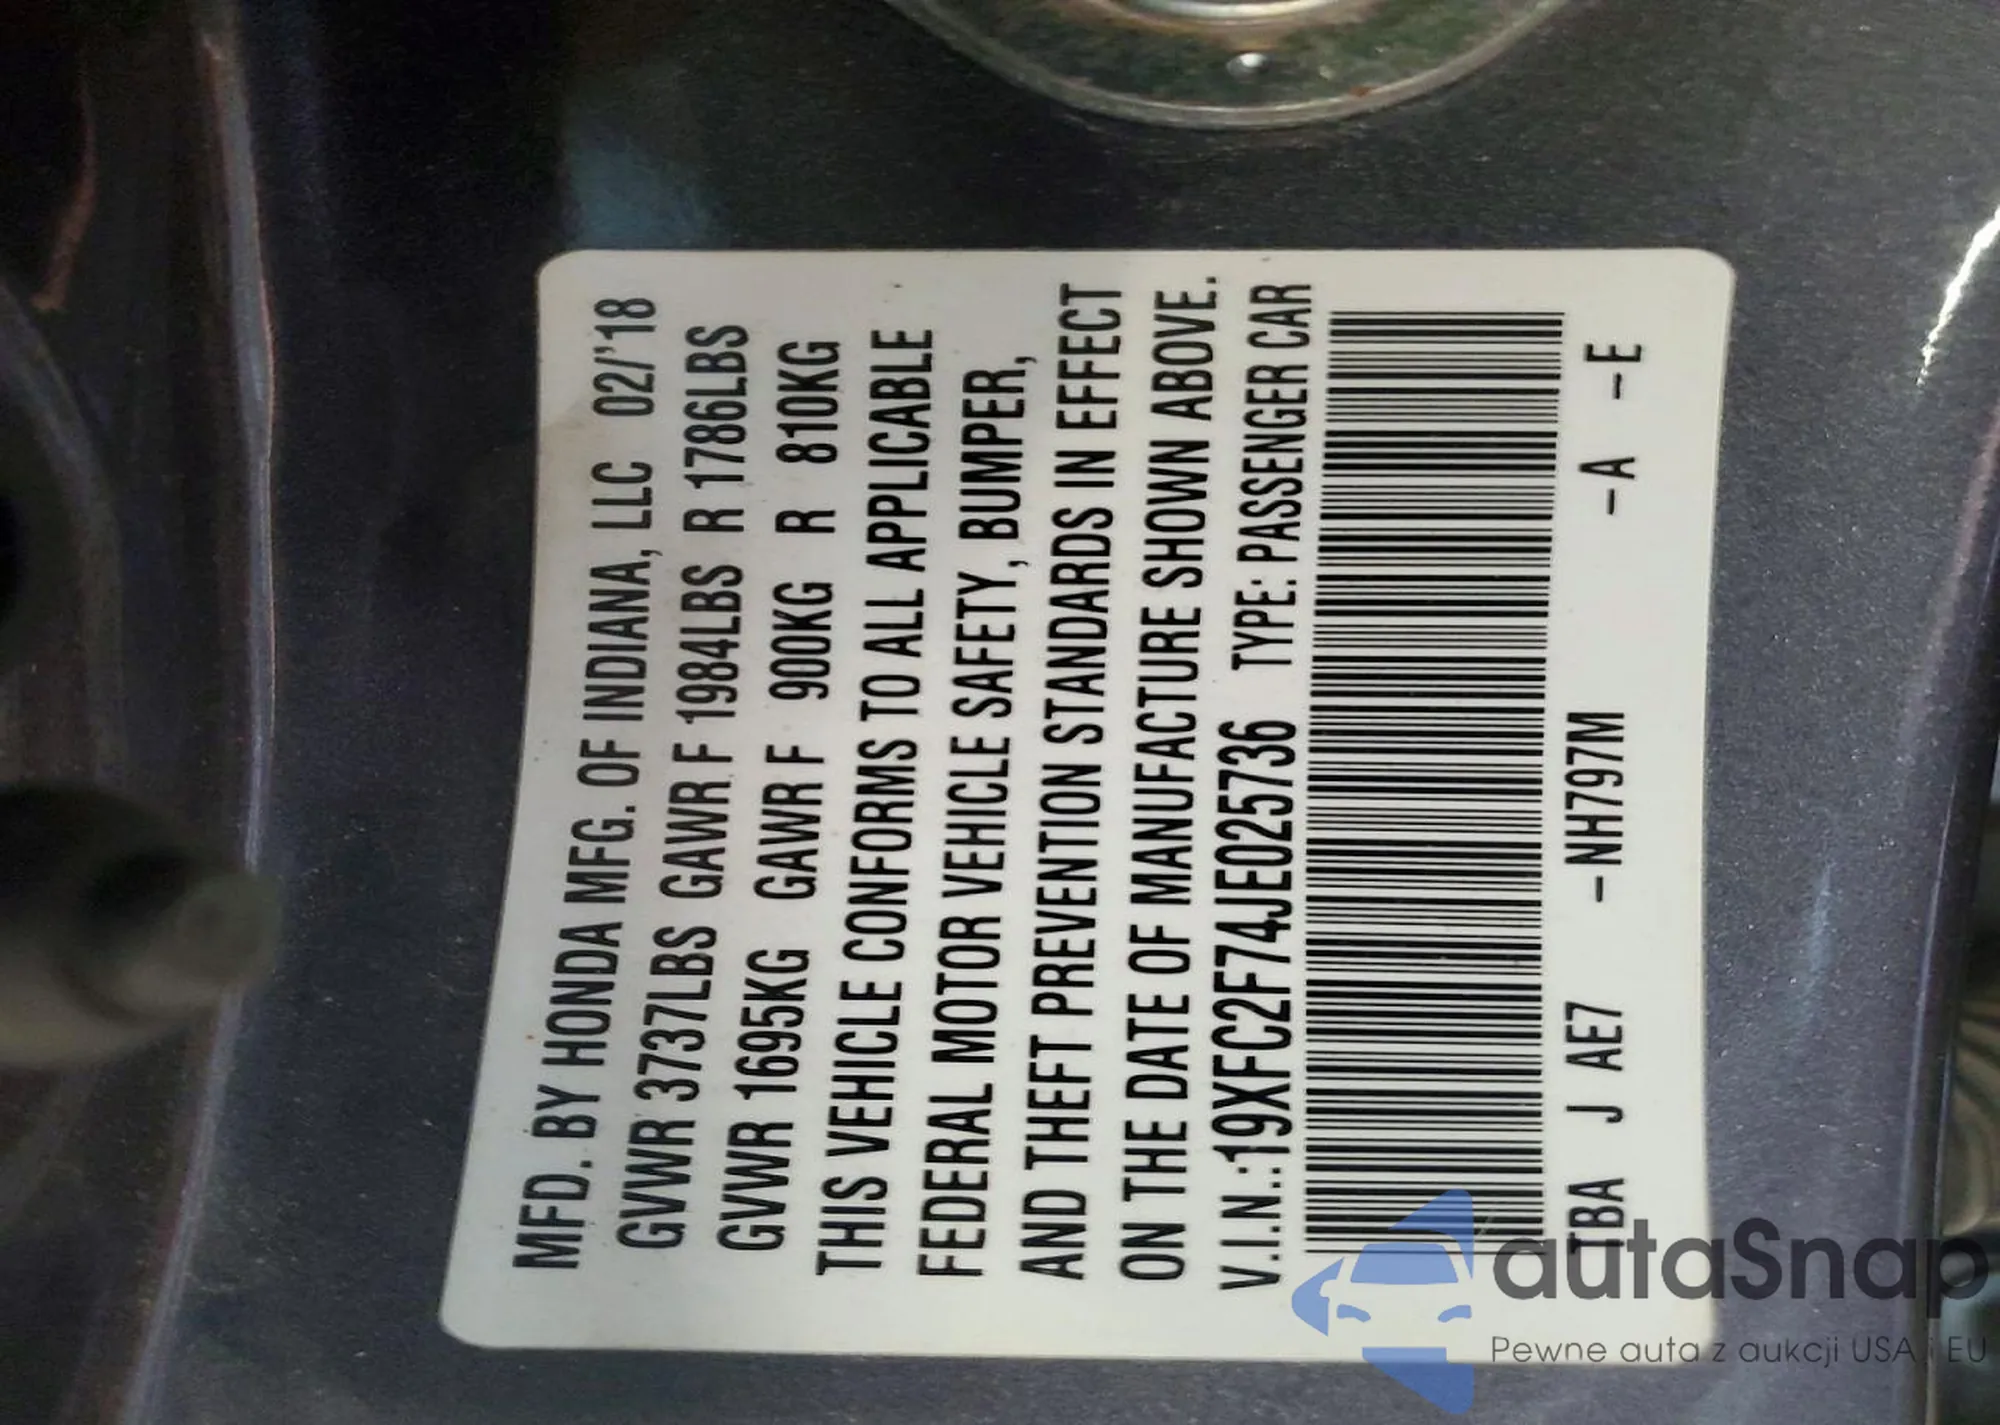 MFD. BY HONDA MFG. OF INDIANA, LLC 02/'18
GVWR 3737LBS GAWR F 1984LBS R 1786LBS
GVWR 1695KG GAWR F 900KG R 810KG
THIS VEHICLE CONFORMS TO ALL APPLICABLE
FEDERAL MOTOR VEHICLE SAFETY, BUMPER,
AND THEFT PREVENTION STANDARDS IN EFFECT
ON THE DATE OF MANUFACTURE SHOWN ABOVE.
V.I.N.:19XFC2F74JE025736 TYPE: PASSENGER CAR
TBA J AE7 -NH797M -A -E
autaSnap
Pewne auta z aukcji USA i EU